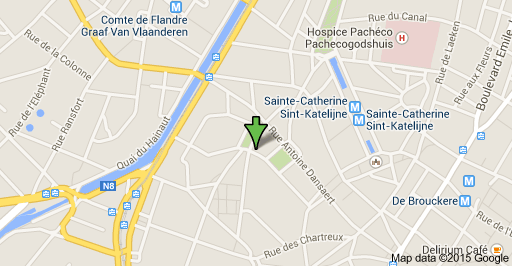 Comte de Flandre
Graaf Van Vlaanderen
Rue du Canal
Hospice Pachéco
Pachecogodshuis
H
Rue de Laeken
Rue aux Fleurs
Boulevard Emile
Rue de la Colonne
Rue de l'Eléphant
Rue Ransfort
Quai du Hainaut
Sainte-Catherine
Sint-Katelijne
M
M
Sainte-Catherine
Sint-Katelijne
Rue Antoine Dansaert
N8
De Brouckere
M
Rue des Chartreux
Delirium Café
Map data ©2015 Google